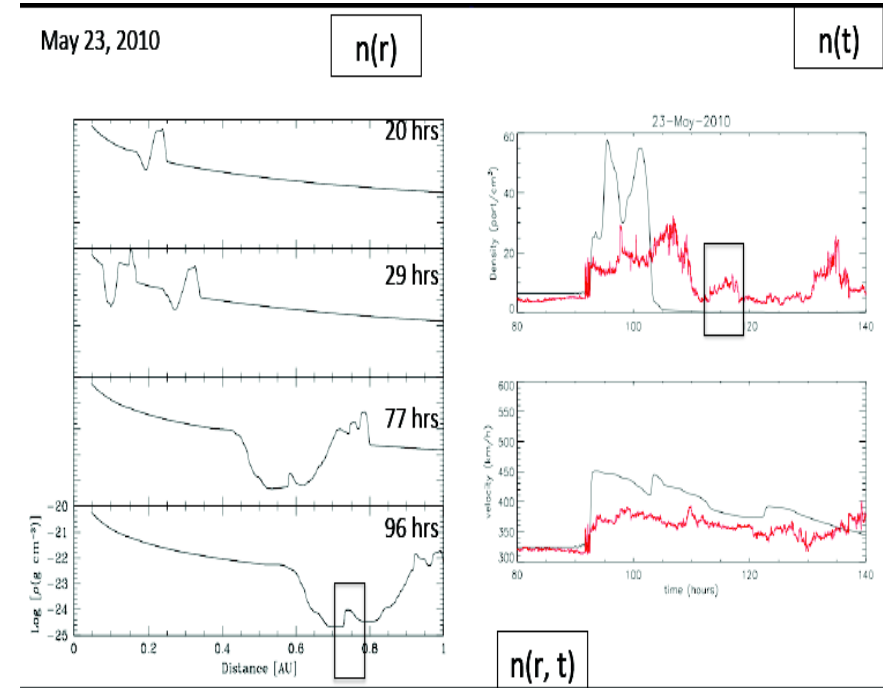 May 23, 2010
n(r)
n(t)
20 hrs
29 hrs
77 hrs
96 hrs
-20
-21
-22
-23
-24
-25
Log [ρ(g cm⁻³)]
0 0.2 0.4 0.6 0.8 1
Distance [AU]
23-May-2010
60
40
20
0
Density (part/cm³)
80 100 120 140
600
550
500
450
400
350
300
velocity (km/h)
80 100 120 140
time (hours)
n(r, t)